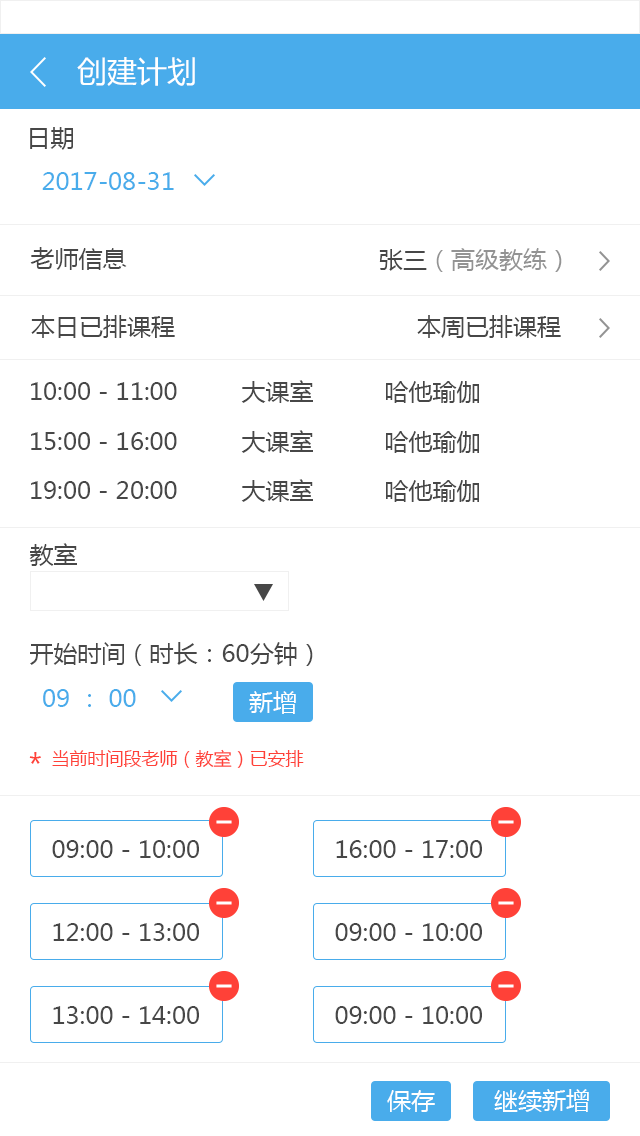 创建计划
日期
2017-08-31
老师信息 张三（高级教练）
本日已排课程 本周已排课程
10:00 - 11:00 大课室 哈他瑜伽
15:00 - 16:00 大课室 哈他瑜伽
19:00 - 20:00 大课室 哈他瑜伽
教室
开始时间（时长：60分钟）
09 : 00 新增
* 当前时间段老师（教室）已安排
09:00 - 10:00 16:00 - 17:00
12:00 - 13:00 09:00 - 10:00
13:00 - 14:00 09:00 - 10:00
保存 继续新增